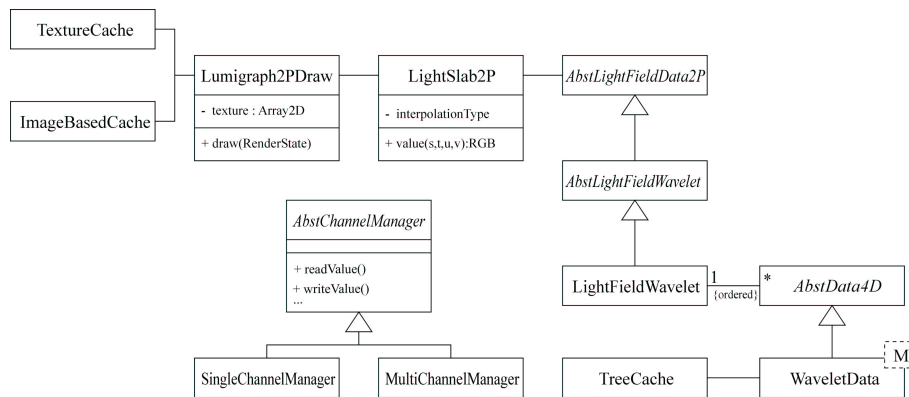 TextureCache
ImageBasedCache
Lumigraph2PDraw
- texture : Array2D
+ draw(RenderState)
LightSlab2P
- interpolationType
+ value(s,t,u,v):RGB
AbstLightFieldData2P
AbstLightFieldWavelet
AbstChannelManager
+ readValue()
+ writeValue()
...
LightFieldWavelet
1
{ordered}
*
AbstData4D
SingleChannelManager
MultiChannelManager
TreeCache
WaveletData
M